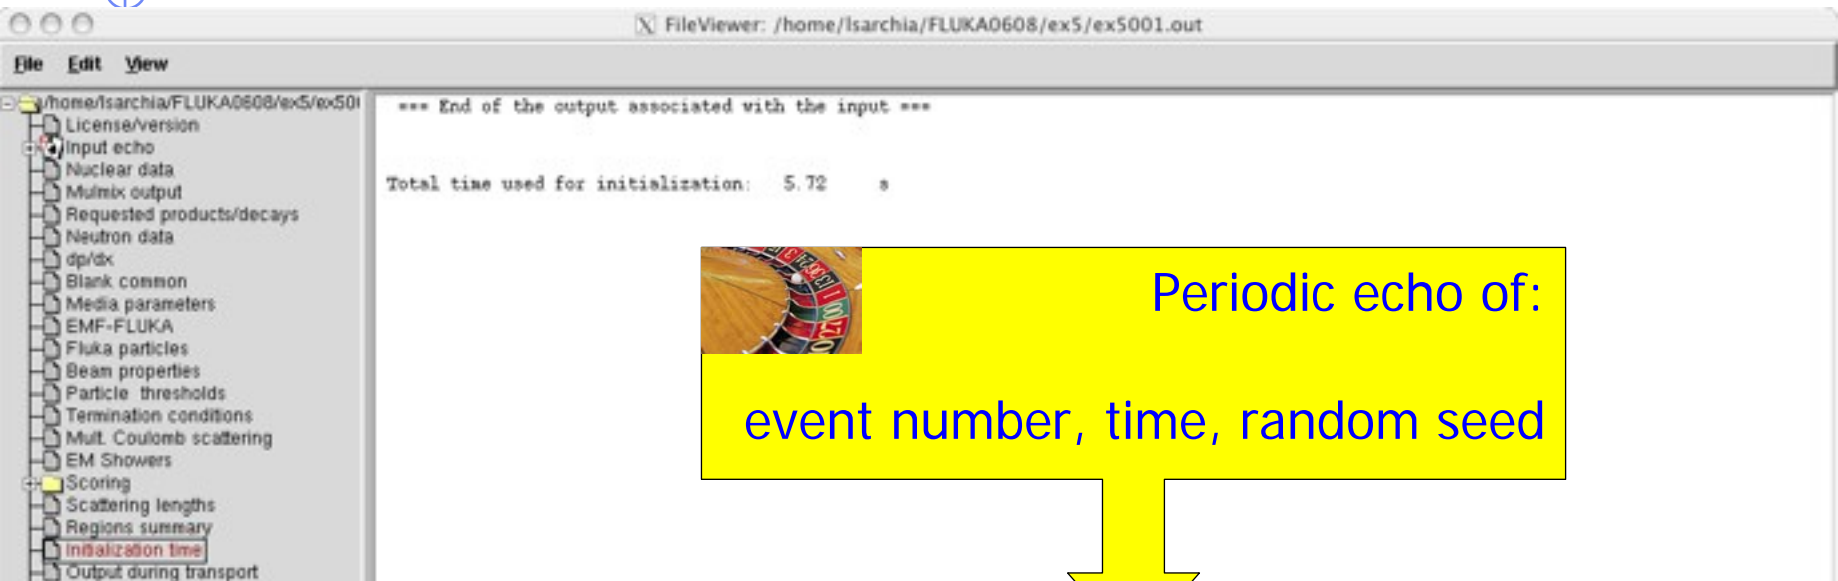 FileViewer: /home/lsarchia/FLUKA0608/ex5/ex5001.out
File Edit View
/home/lsarchia/FLUKA0608/ex5/ex500
License/version
Input echo
Nuclear data
Mulmix output
Requested products/decays
Neutron data
dp/dx
Blank common
Media parameters
EMF-FLUKA
Fluka particles
Beam properties
Particle thresholds
Termination conditions
Mult. Coulomb scattering
EM Showers
Scoring
Scattering lengths
Regions summary
Initialization time
Output during transport
=== End of the output associated with the input ===
Total time used for initialization: 5.72 s
Periodic echo of:
event number, time, random seed